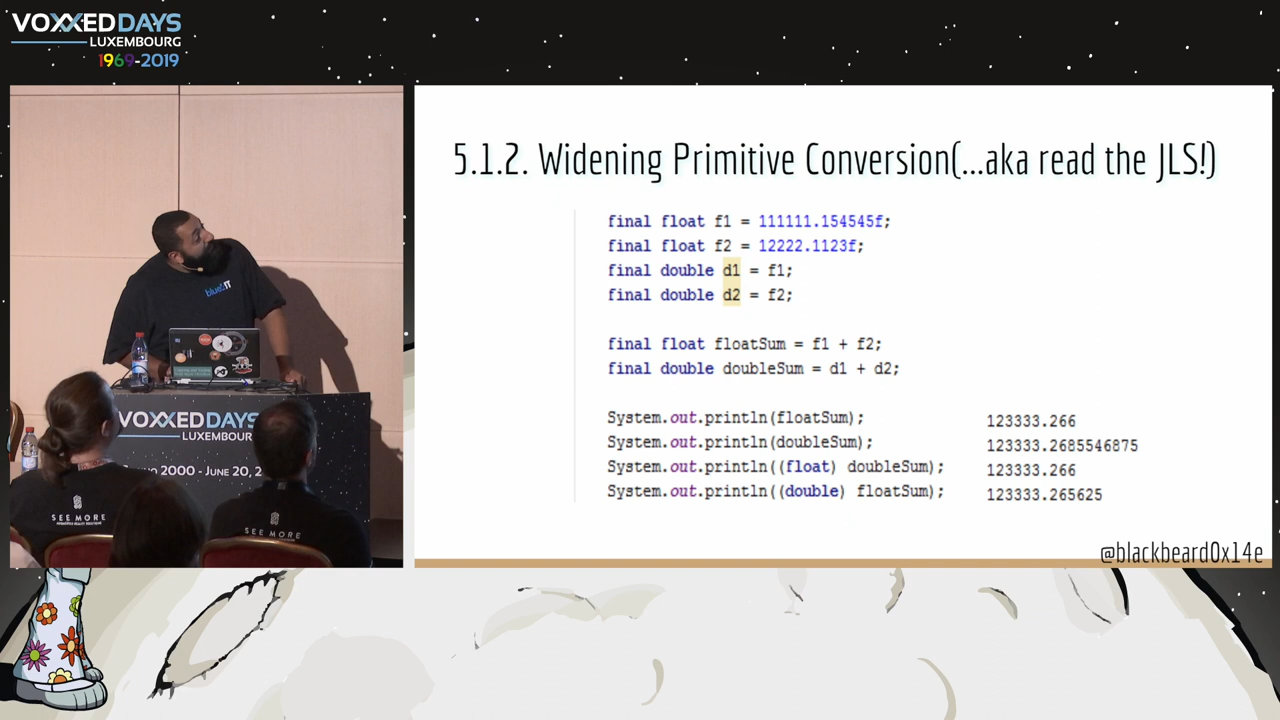 VOXXED DAYS
LUXEMBOURG
1969-2019
5.1.2. Widening Primitive Conversion(...aka read the JLS!)
final float f1 = 111111.154545f;
final float f2 = 12222.1123f;
final double d1 = f1;
final double d2 = f2;
final float floatSum = f1 + f2;
final double doubleSum = d1 + d2;
System.out.println(floatSum); 123333.266
System.out.println(doubleSum); 123333.2685546875
System.out.println((float) doubleSum); 123333.266
System.out.println((double) floatSum); 123333.265625
@blackbeard0x14e
VOXXED DAYS
LUXEMBOUR
2000 - JUNE 20, 2
SEE MORE
SEE MORE